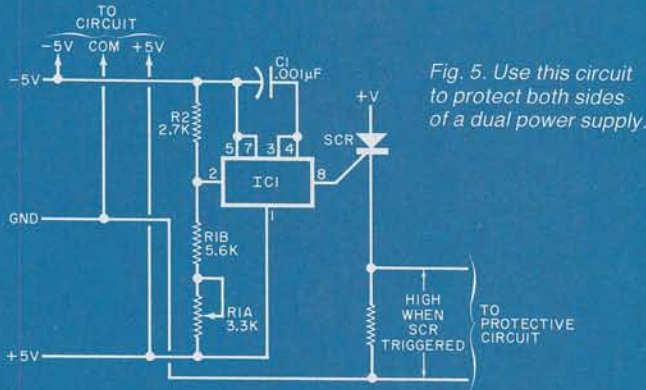 TO
CIRCUIT
-5V COM +5V
-5V
C1
.001µF
R2
2.7K
+V
SCR
5 7 3 4
2
IC1
8
1
GND
R1B
5.6K
R1A
3.3K
+5V
HIGH
WHEN
SCR
TRIGGERED
TO
PROTECTIVE
CIRCUIT
Fig. 5. Use this circuit
to protect both sides
of a dual power supply.